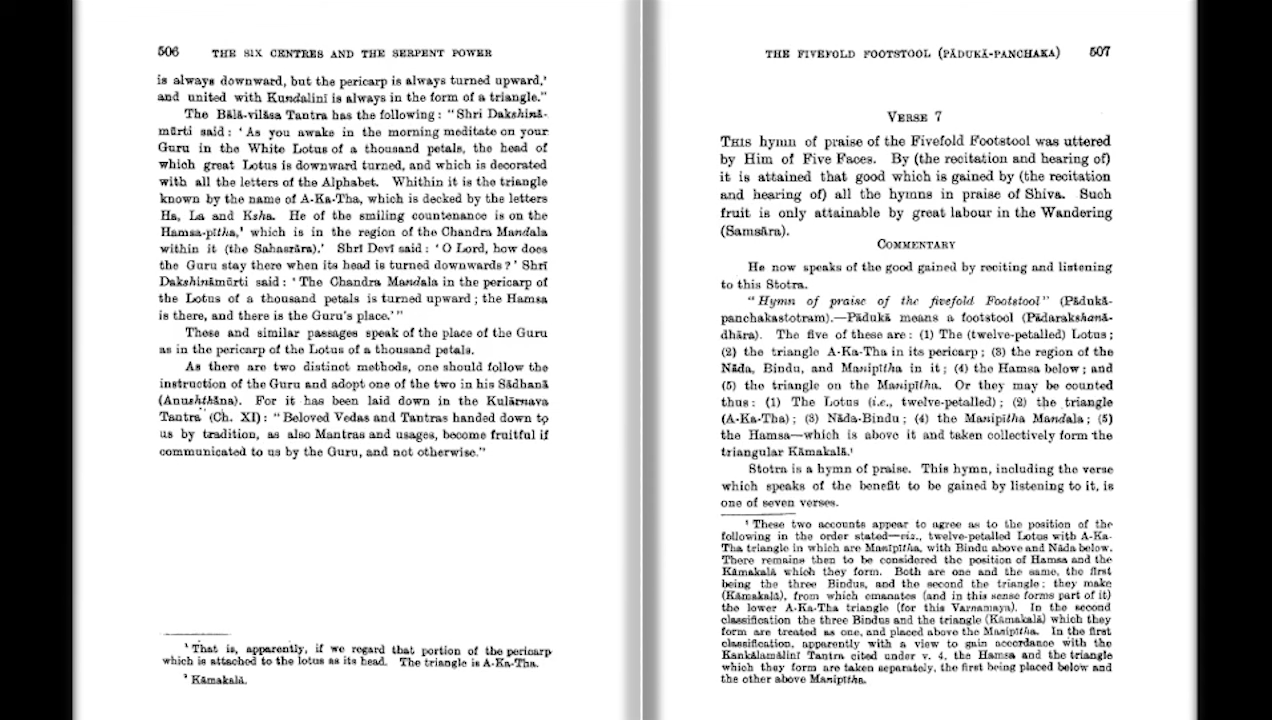 506 THE SIX CENTRES AND THE SERPENT POWER
is always downward, but the pericarp is always turned upward,¹
and united with Kundalinī is always in the form of a triangle."
The Bālā-vilāsa Tantra has the following: "Shri Dakshinā-
mūrti said: 'As you awake in the morning meditate on your
Guru in the White Lotus of a thousand petals, the head of
which great Lotus is downward turned, and which is decorated
with all the letters of the Alphabet. Whithin it is the triangle
known by the name of A-Ka-Tha, which is decked by the letters
Ha, La and Ksha. He of the smiling countenance is on the
Hamsa-pītha,² which is in the region of the Chandra Mandala
within it (the Sahasrāra).' Shrī Devī said: 'O Lord, how does
the Guru stay there when its head is turned downwards?' Shrī
Dakshināmūrti said: 'The Chandra Mandala in the pericarp of
the Lotus of a thousand petals is turned upward; the Hamsa
is there, and there is the Guru's place.'"
These and similar passages speak of the place of the Guru
as in the pericarp of the Lotus of a thousand petals.
As there are two distinct methods, one should follow the
instruction of the Guru and adopt one of the two in his Sādhanā
(Anushthāna). For it has been laid down in the Kulārnava
Tantra (Ch. XI): "Beloved Vedas and Tantras handed down to
us by tradition, as also Mantras and usages, become fruitful if
communicated to us by the Guru, and not otherwise."
¹ That is, apparently, if we regard that portion of the pericarp
which is attached to the lotus as its head. The triangle is A-Ka-Tha.
² Kāmakalā.
THE FIVEFOLD FOOTSTOOL (PĀDUKĀ-PANCHAKA) 507
VERSE 7
THIS hymn of praise of the Fivefold Footstool was uttered
by Him of Five Faces. By (the recitation and hearing of)
it is attained that good which is gained by (the recitation
and hearing of) all the hymns in praise of Shiva. Such
fruit is only attainable by great labour in the Wandering
(Samsāra).
COMMENTARY
He now speaks of the good gained by reciting and listening
to this Stotra.
"Hymn of praise of the fivefold Footstool" (Pādukā-
panchakastotram).—Pādukā means a footstool (Pādarakshanā-
dhāra). The five of these are: (1) The (twelve-petalled) Lotus;
(2) the triangle A-Ka-Tha in its pericarp; (3) the region of the
Nāda, Bindu, and Manipītha in it; (4) the Hamsa below; and
(5) the triangle on the Manipītha. Or they may be counted
thus: (1) The Lotus (i.e., twelve-petalled); (2) the triangle
(A-Ka-Tha); (3) Nāda-Bindu; (4) the Manipītha Mandala; (5)
the Hamsa—which is above it and taken collectively form the
triangular Kāmakalā.¹
Stotra is a hymn of praise. This hymn, including the verse
which speaks of the benefit to be gained by listening to it, is
one of seven verses.
¹ These two accounts appear to agree as to the position of the
following in the order stated—viz., twelve-petalled Lotus with A-Ka-
Tha triangle in which are Manipītha, with Bindu above and Nāda below.
There remains then to be considered the position of Hamsa and the
Kāmakalā which they form. Both are one and the same, the first
being the three Bindus, and the second the triangle: they make
(Kāmakalā), from which emanates (and in this sense forms part of it)
the lower A-Ka-Tha triangle (for this Varnamaya). In the second
classification the three Bindus and the triangle (Kāmakalā) which they
form are treated as one, and placed above the Manipītha. In the first
classification, apparently with a view to gain accordance with the
Kankālamālinī Tantra cited under v. 4, the Hamsa and the triangle
which they form are taken separately, the first being placed below and
the other above Manipītha.